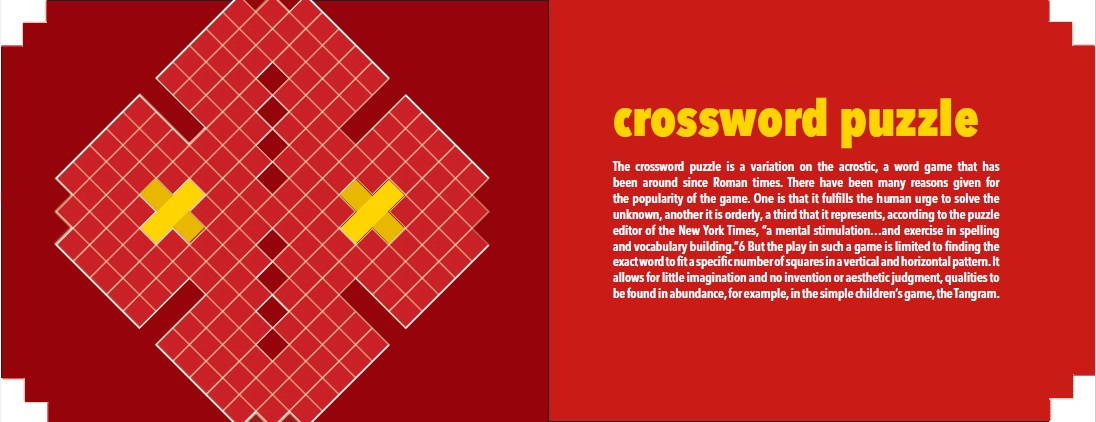 crossword puzzle
The crossword puzzle is a variation on the acrostic, a word game that has
been around since Roman times. There have been many reasons given for
the popularity of the game. One is that it fulfills the human urge to solve the
unknown, another it is orderly, a third that it represents, according to the puzzle
editor of the New York Times, “a mental stimulation…and exercise in spelling
and vocabulary building.”6 But the play in such a game is limited to finding the
exact word to fit a specific number of squares in a vertical and horizontal pattern. It
allows for little imagination and no invention or aesthetic judgment, qualities to
be found in abundance, for example, in the simple children’s game, the Tangram.